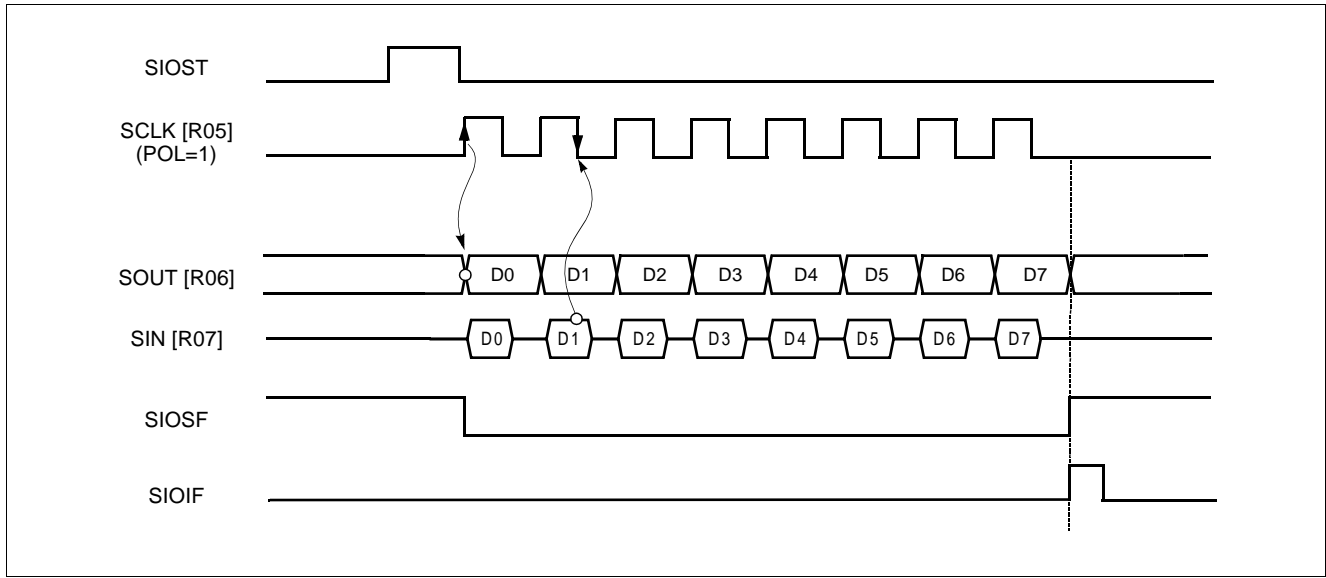 SIOST
SCLK [R05]
(POL=1)
SOUT [R06]
D0 D1 D2 D3 D4 D5 D6 D7
SIN [R07]
D0 D1 D2 D3 D4 D5 D6 D7
SIOSF
SIOIF